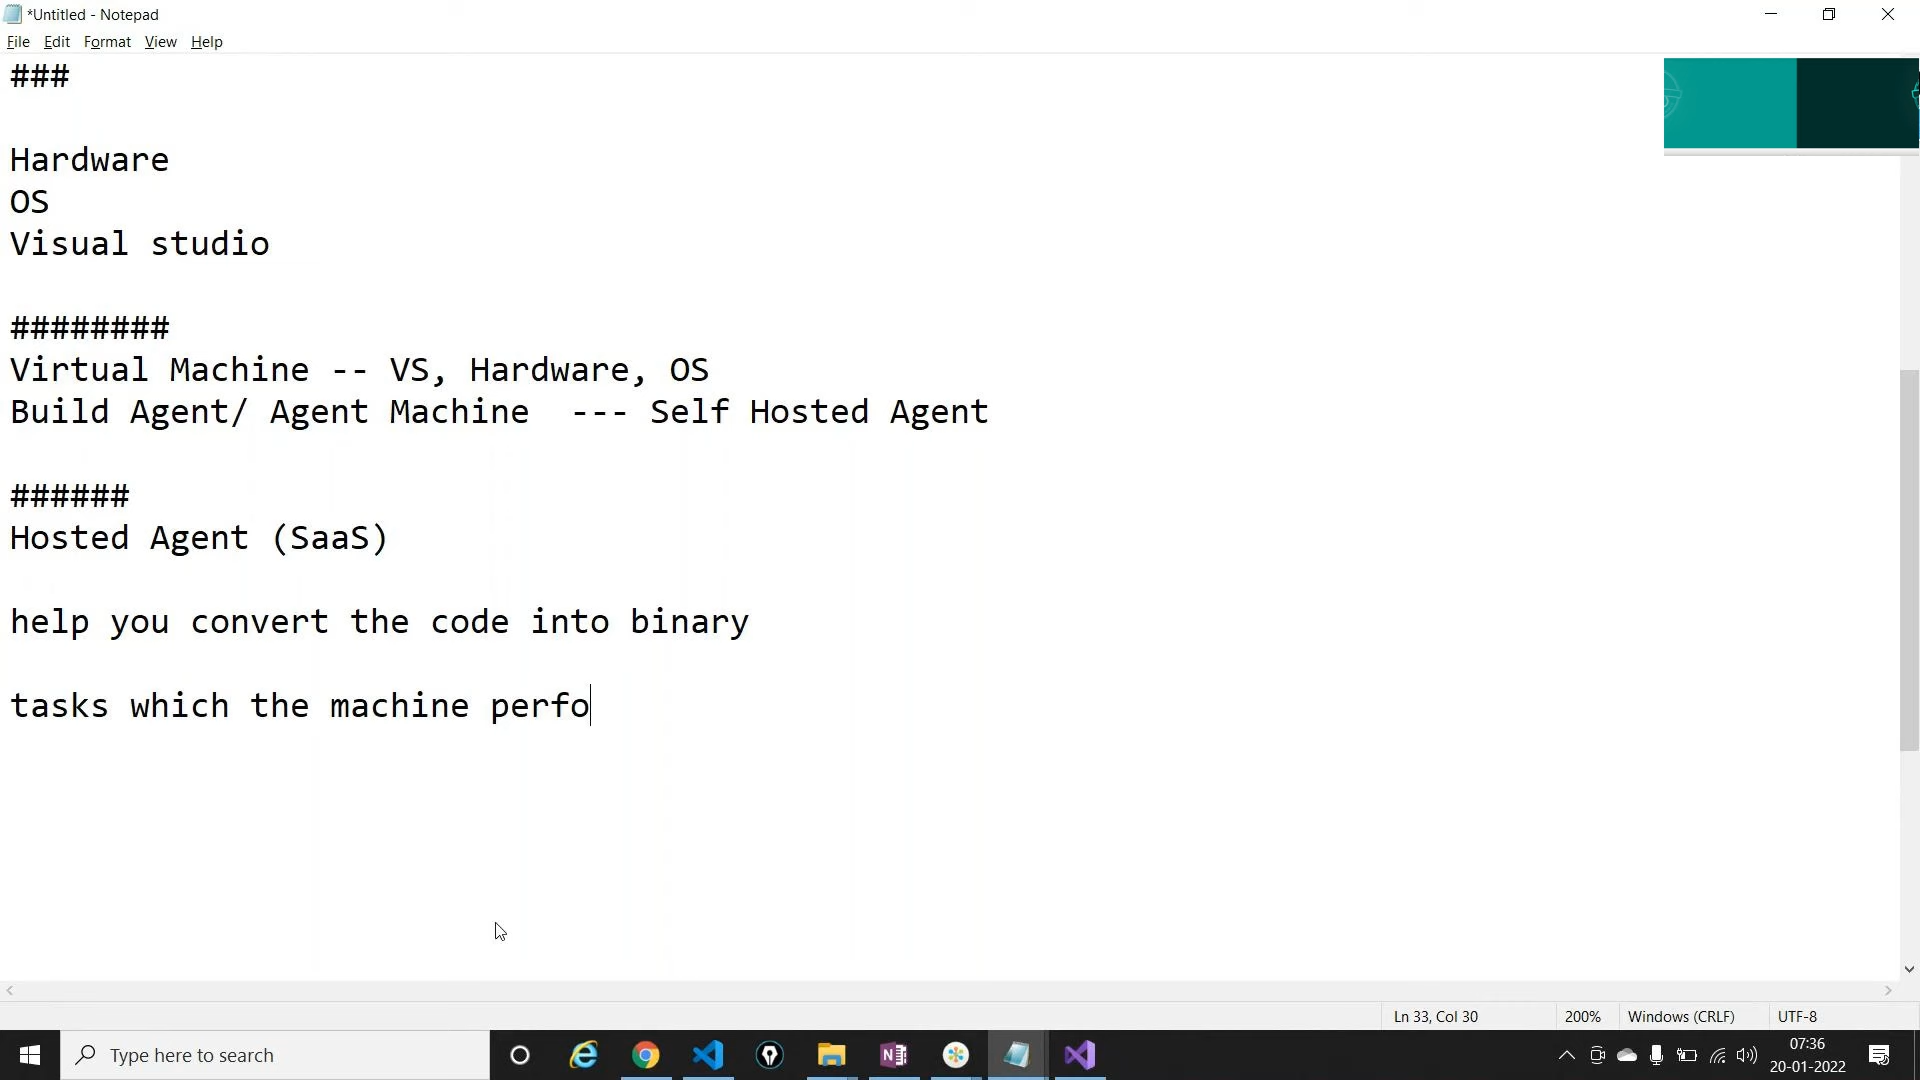 *Untitled - Notepad
File Edit Format View Help
###
Hardware
OS
Visual studio
########
Virtual Machine -- VS, Hardware, OS
Build Agent/ Agent Machine  --- Self Hosted Agent
######
Hosted Agent (SaaS)
help you convert the code into binary
tasks which the machine perfo
Ln 33, Col 30 200% Windows (CRLF) UTF-8
Type here to search
07:36
20-01-2022